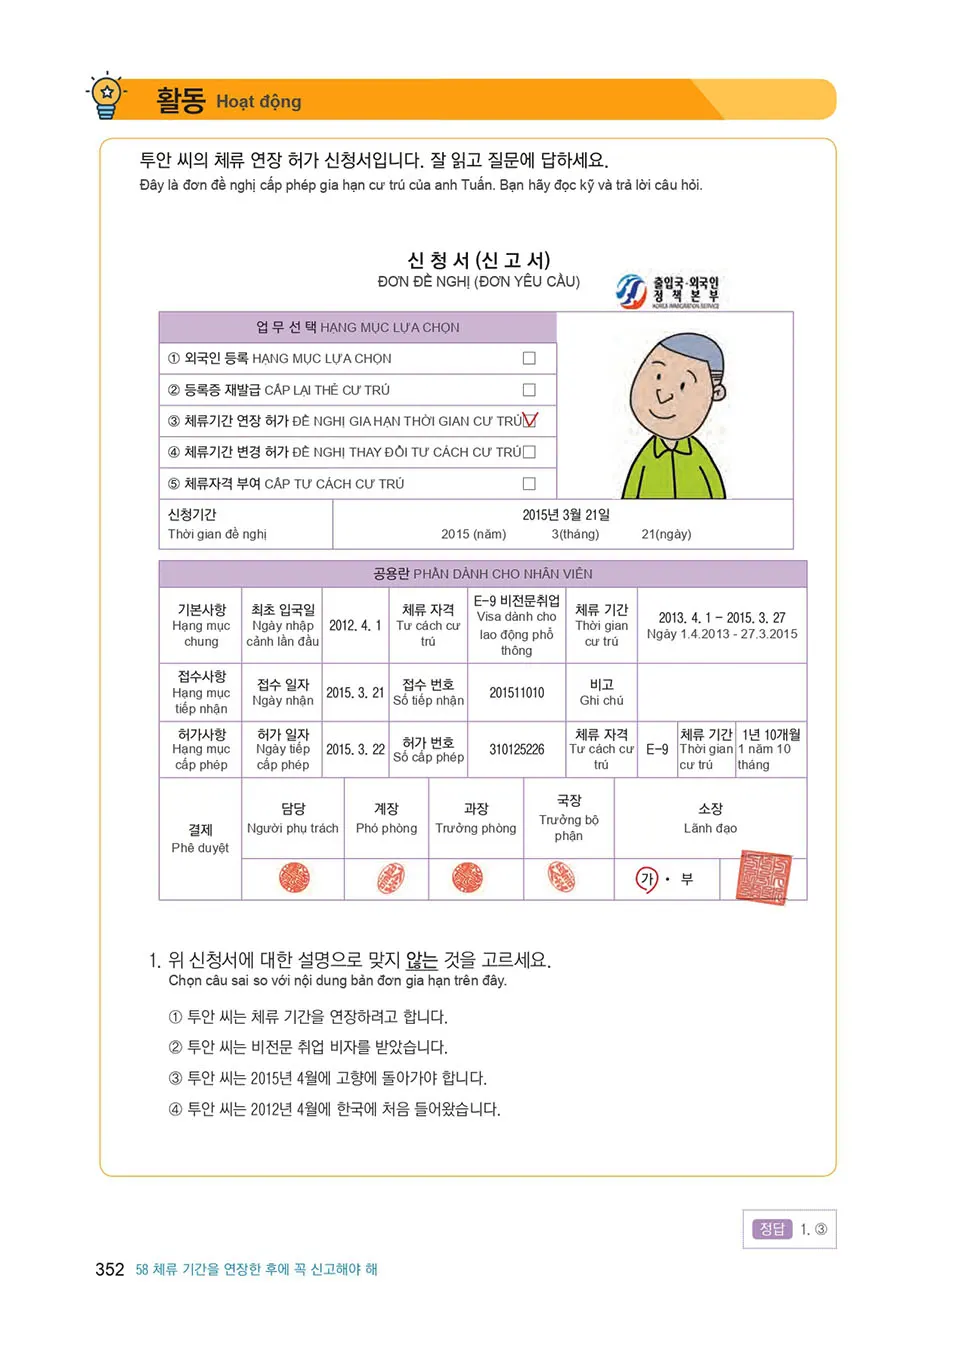 활동 Hoạt động
투안 씨의 체류 연장 허가 신청서입니다. 잘 읽고 질문에 답하세요.
Đây là đơn đề nghị cấp phép gia hạn cư trú của anh Tuấn. Bạn hãy đọc kỹ và trả lời câu hỏi.
신 청 서 (신 고 서)
ĐƠN ĐỀ NGHỊ (ĐƠN YÊU CẦU)
출입국·외국인
정 책 본 부
KOREA IMMIGRATION SERVICE
업 무 선 택 HẠNG MỤC LỰA CHỌN
① 외국인 등록 HẠNG MỤC LỰA CHỌN
② 등록증 재발급 CẤP LẠI THẺ CƯ TRÚ
③ 체류기간 연장 허가 ĐỀ NGHỊ GIA HẠN THỜI GIAN CƯ TRÚ
④ 체류기간 변경 허가 ĐỀ NGHỊ THAY ĐỔI TƯ CÁCH CƯ TRÚ
⑤ 체류자격 부여 CẤP TƯ CÁCH CƯ TRÚ
신청기간 2015년 3월 21일
Thời gian đề nghị 2015 (năm) 3(tháng) 21(ngày)
공용란 PHẦN DÀNH CHO NHÂN VIÊN
기본사항
Hạng mục
chung
최초 입국일
Ngày nhập
cảnh lần đầu
2012. 4. 1
체류 자격
Tư cách cư
trú
E-9 비전문취업
Visa dành cho
lao động phổ
thông
체류 기간
Thời gian
cư trú
2013. 4. 1 - 2015. 3. 27
Ngày 1.4.2013 - 27.3.2015
접수사항
Hạng mục
tiếp nhận
접수 일자
Ngày nhận
2015. 3. 21
접수 번호
Số tiếp nhận
201511010
비고
Ghi chú
허가사항
Hạng mục
cấp phép
허가 일자
Ngày tiếp
cấp phép
2015. 3. 22
허가 번호
Số cấp phép
310125226
체류 자격
Tư cách cư
trú
E-9
체류 기간
Thời gian
cư trú
1년 10개월
1 năm 10
tháng
결제
Phê duyệt
담당
Người phụ trách
계장
Phó phòng
과장
Trưởng phòng
국장
Trưởng bộ
phận
소장
Lãnh đạo
가 · 부
1. 위 신청서에 대한 설명으로 맞지 않는 것을 고르세요.
Chọn câu sai so với nội dung bản đơn gia hạn trên đây.
① 투안 씨는 체류 기간을 연장하려고 합니다.
② 투안 씨는 비전문 취업 비자를 받았습니다.
③ 투안 씨는 2015년 4월에 고향에 돌아가야 합니다.
④ 투안 씨는 2012년 4월에 한국에 처음 들어왔습니다.
정답 1. ③
352 58 체류 기간을 연장한 후에 꼭 신고해야 해